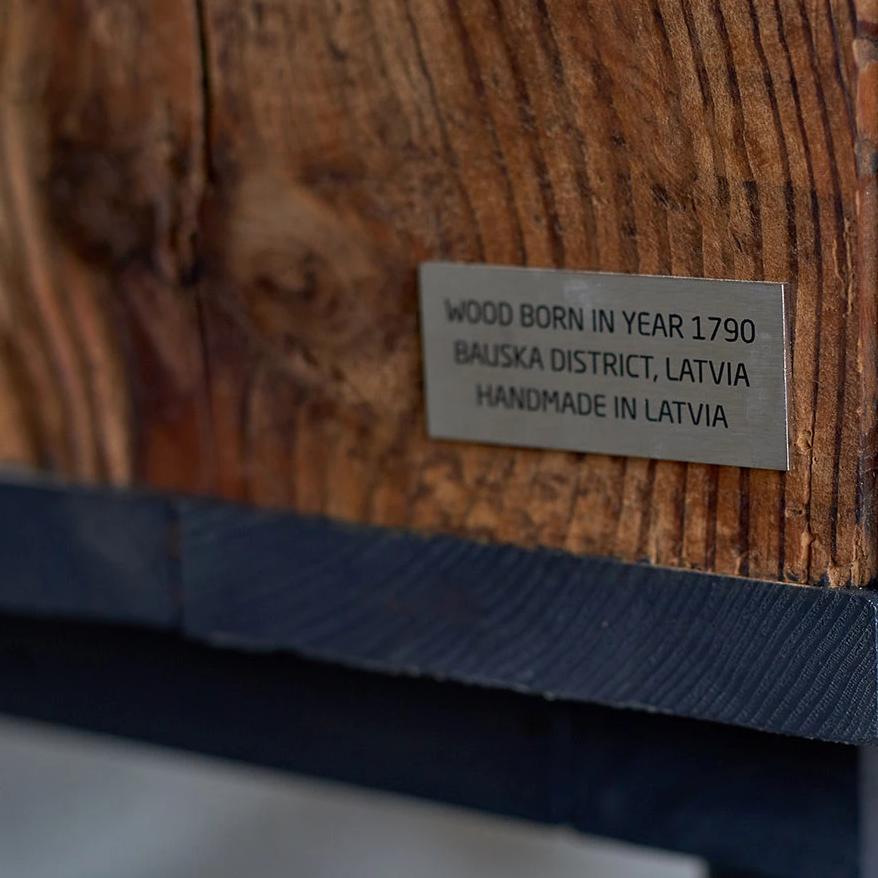 WOOD BORN IN YEAR 1790
BAUSKA DISTRICT, LATVIA
HANDMADE IN LATVIA